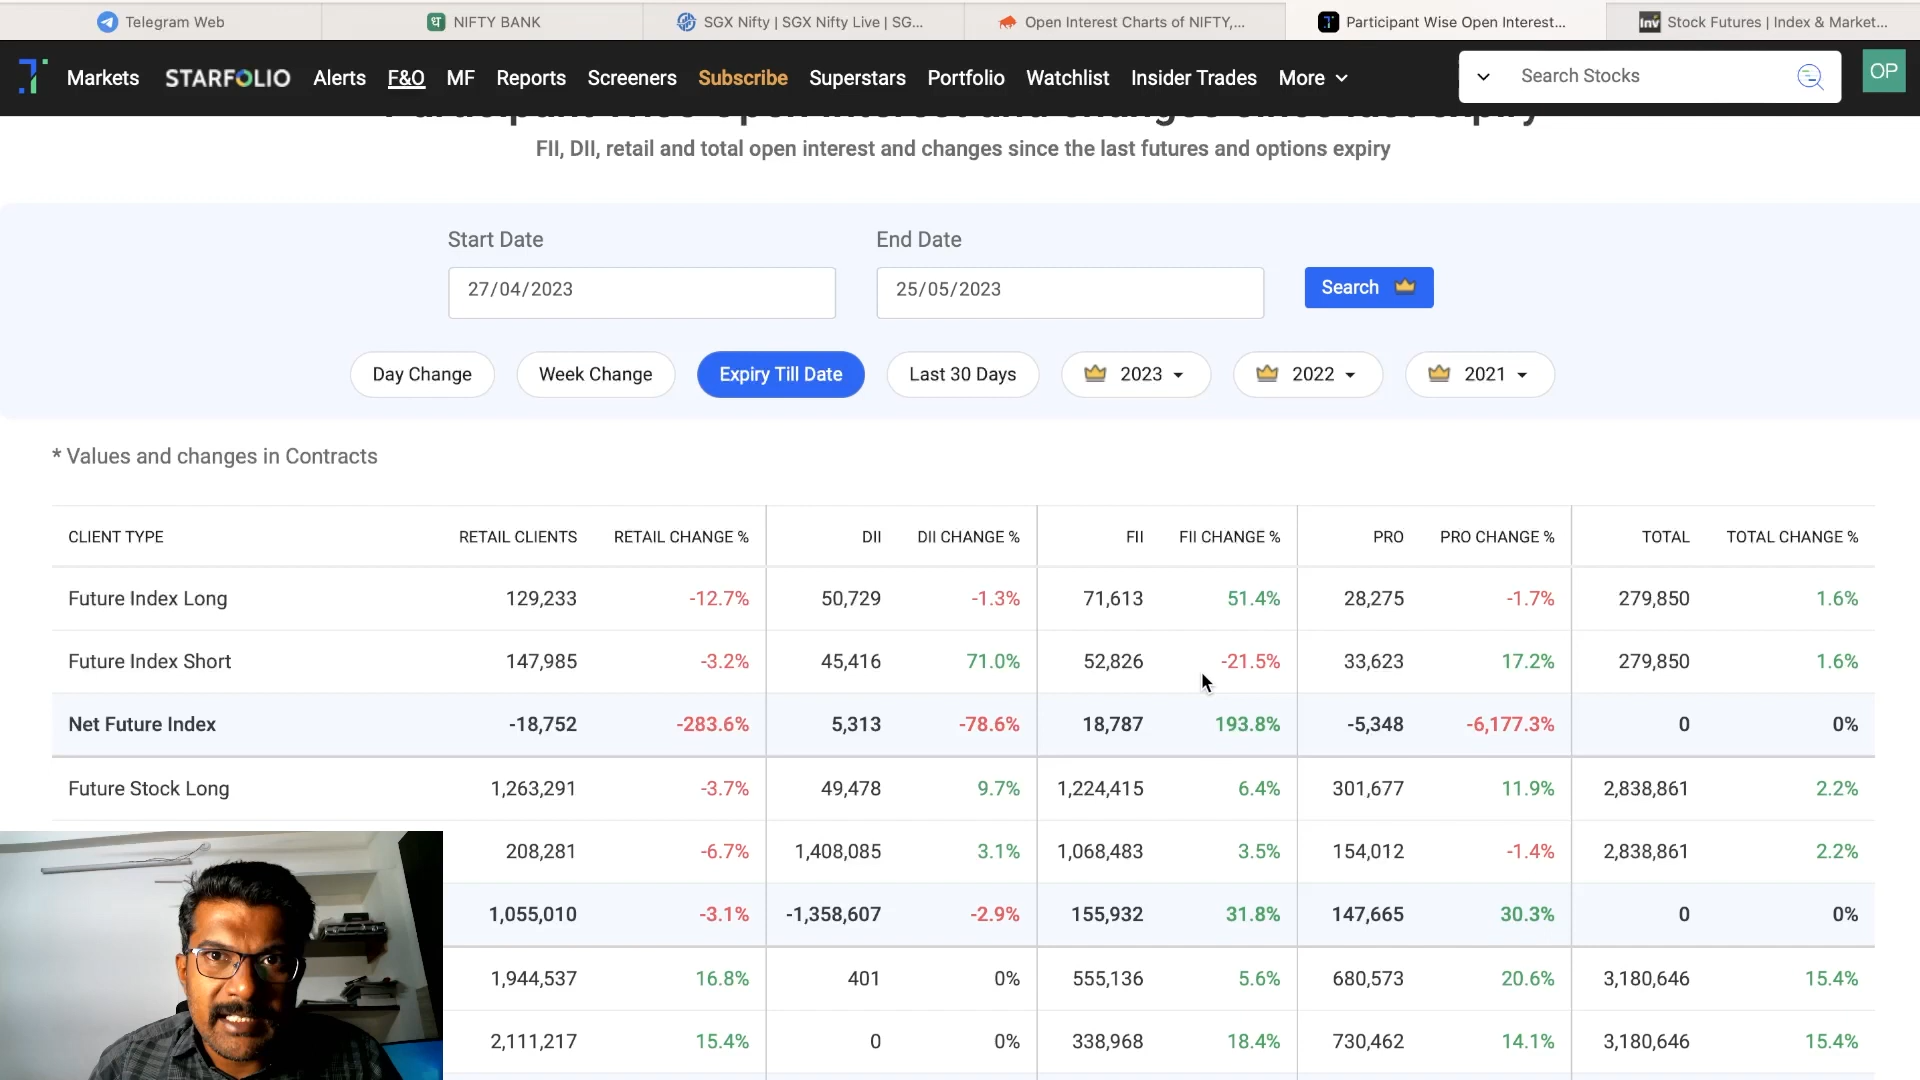 Telegram Web
NIFTY BANK
SGX Nifty | SGX Nifty Live | SG...
Open Interest Charts of NIFTY,...
Participant Wise Open Interest...
Inv Stock Futures | Index & Market...
Markets STARFOLIO Alerts F&O MF Reports Screeners Subscribe Superstars Portfolio Watchlist Insider Trades More Search Stocks OP
Participant Wise Open Interest and changes since last expiry
FII, DII, retail and total open interest and changes since the last futures and options expiry
Start Date End Date
27/04/2023 25/05/2023 Search
Day Change Week Change Expiry Till Date Last 30 Days 2023 2022 2021
* Values and changes in Contracts
CLIENT TYPE RETAIL CLIENTS RETAIL CHANGE % DII DII CHANGE % FII FII CHANGE % PRO PRO CHANGE % TOTAL TOTAL CHANGE %
Future Index Long 129,233 -12.7% 50,729 -1.3% 71,613 51.4% 28,275 -1.7% 279,850 1.6%
Future Index Short 147,985 -3.2% 45,416 71.0% 52,826 -21.5% 33,623 17.2% 279,850 1.6%
Net Future Index -18,752 -283.6% 5,313 -78.6% 18,787 193.8% -5,348 -6,177.3% 0 0%
Future Stock Long 1,263,291 -3.7% 49,478 9.7% 1,224,415 6.4% 301,677 11.9% 2,838,861 2.2%
208,281 -6.7% 1,408,085 3.1% 1,068,483 3.5% 154,012 -1.4% 2,838,861 2.2%
1,055,010 -3.1% -1,358,607 -2.9% 155,932 31.8% 147,665 30.3% 0 0%
1,944,537 16.8% 401 0% 555,136 5.6% 680,573 20.6% 3,180,646 15.4%
2,111,217 15.4% 0 0% 338,968 18.4% 730,462 14.1% 3,180,646 15.4%